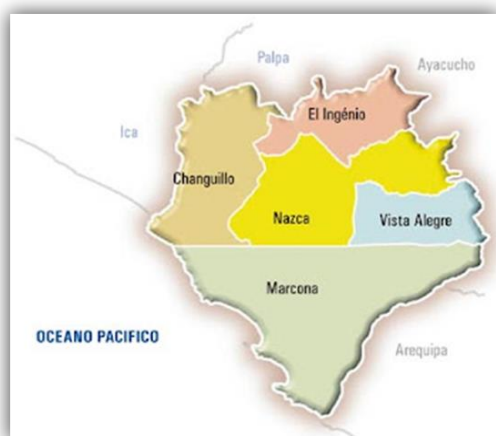 Palpa
Ayacucho
El Ingénio
Ica
Changuillo
Nazca
Vista Alegre
Marcona
OCEANO PACIFICO
Arequipa